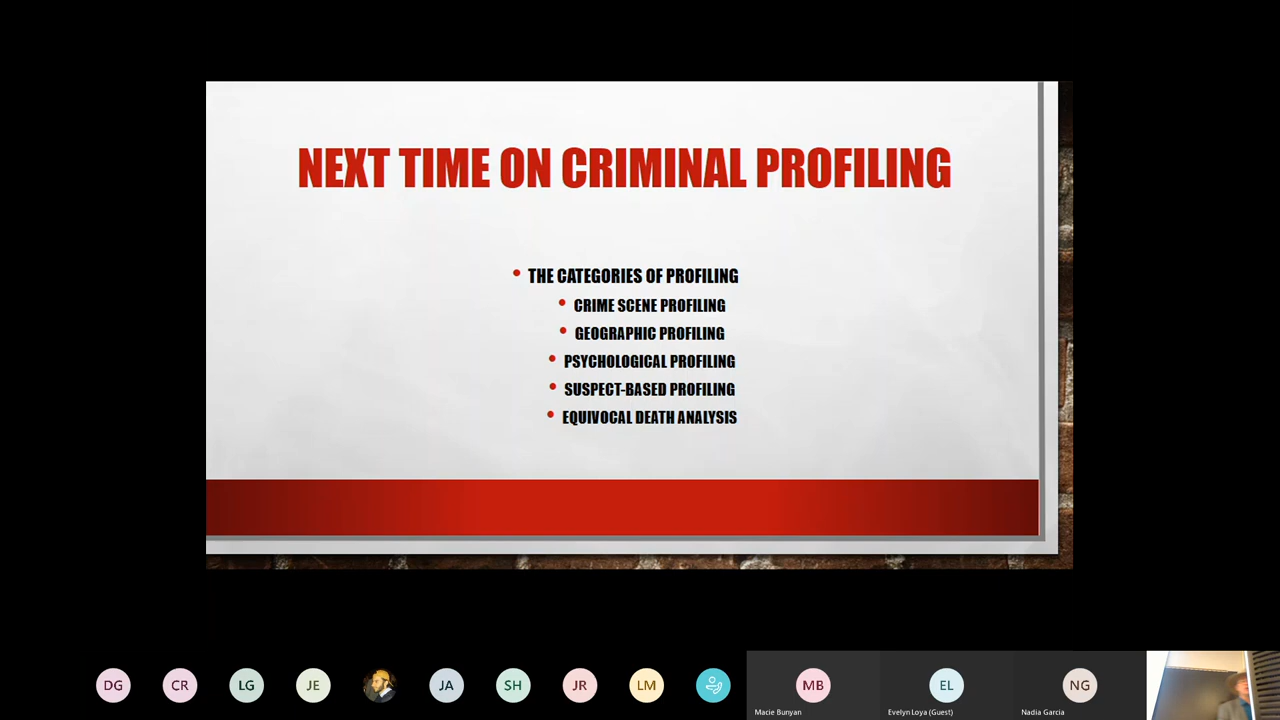 NEXT TIME ON CRIMINAL PROFILING
• THE CATEGORIES OF PROFILING
• CRIME SCENE PROFILING
• GEOGRAPHIC PROFILING
• PSYCHOLOGICAL PROFILING
• SUSPECT-BASED PROFILING
• EQUIVOCAL DEATH ANALYSIS
DG CR LG JE JA SH JR LM MB EL NG
Macie Bunyan Evelyn Loya (Guest) Nadia Garcia